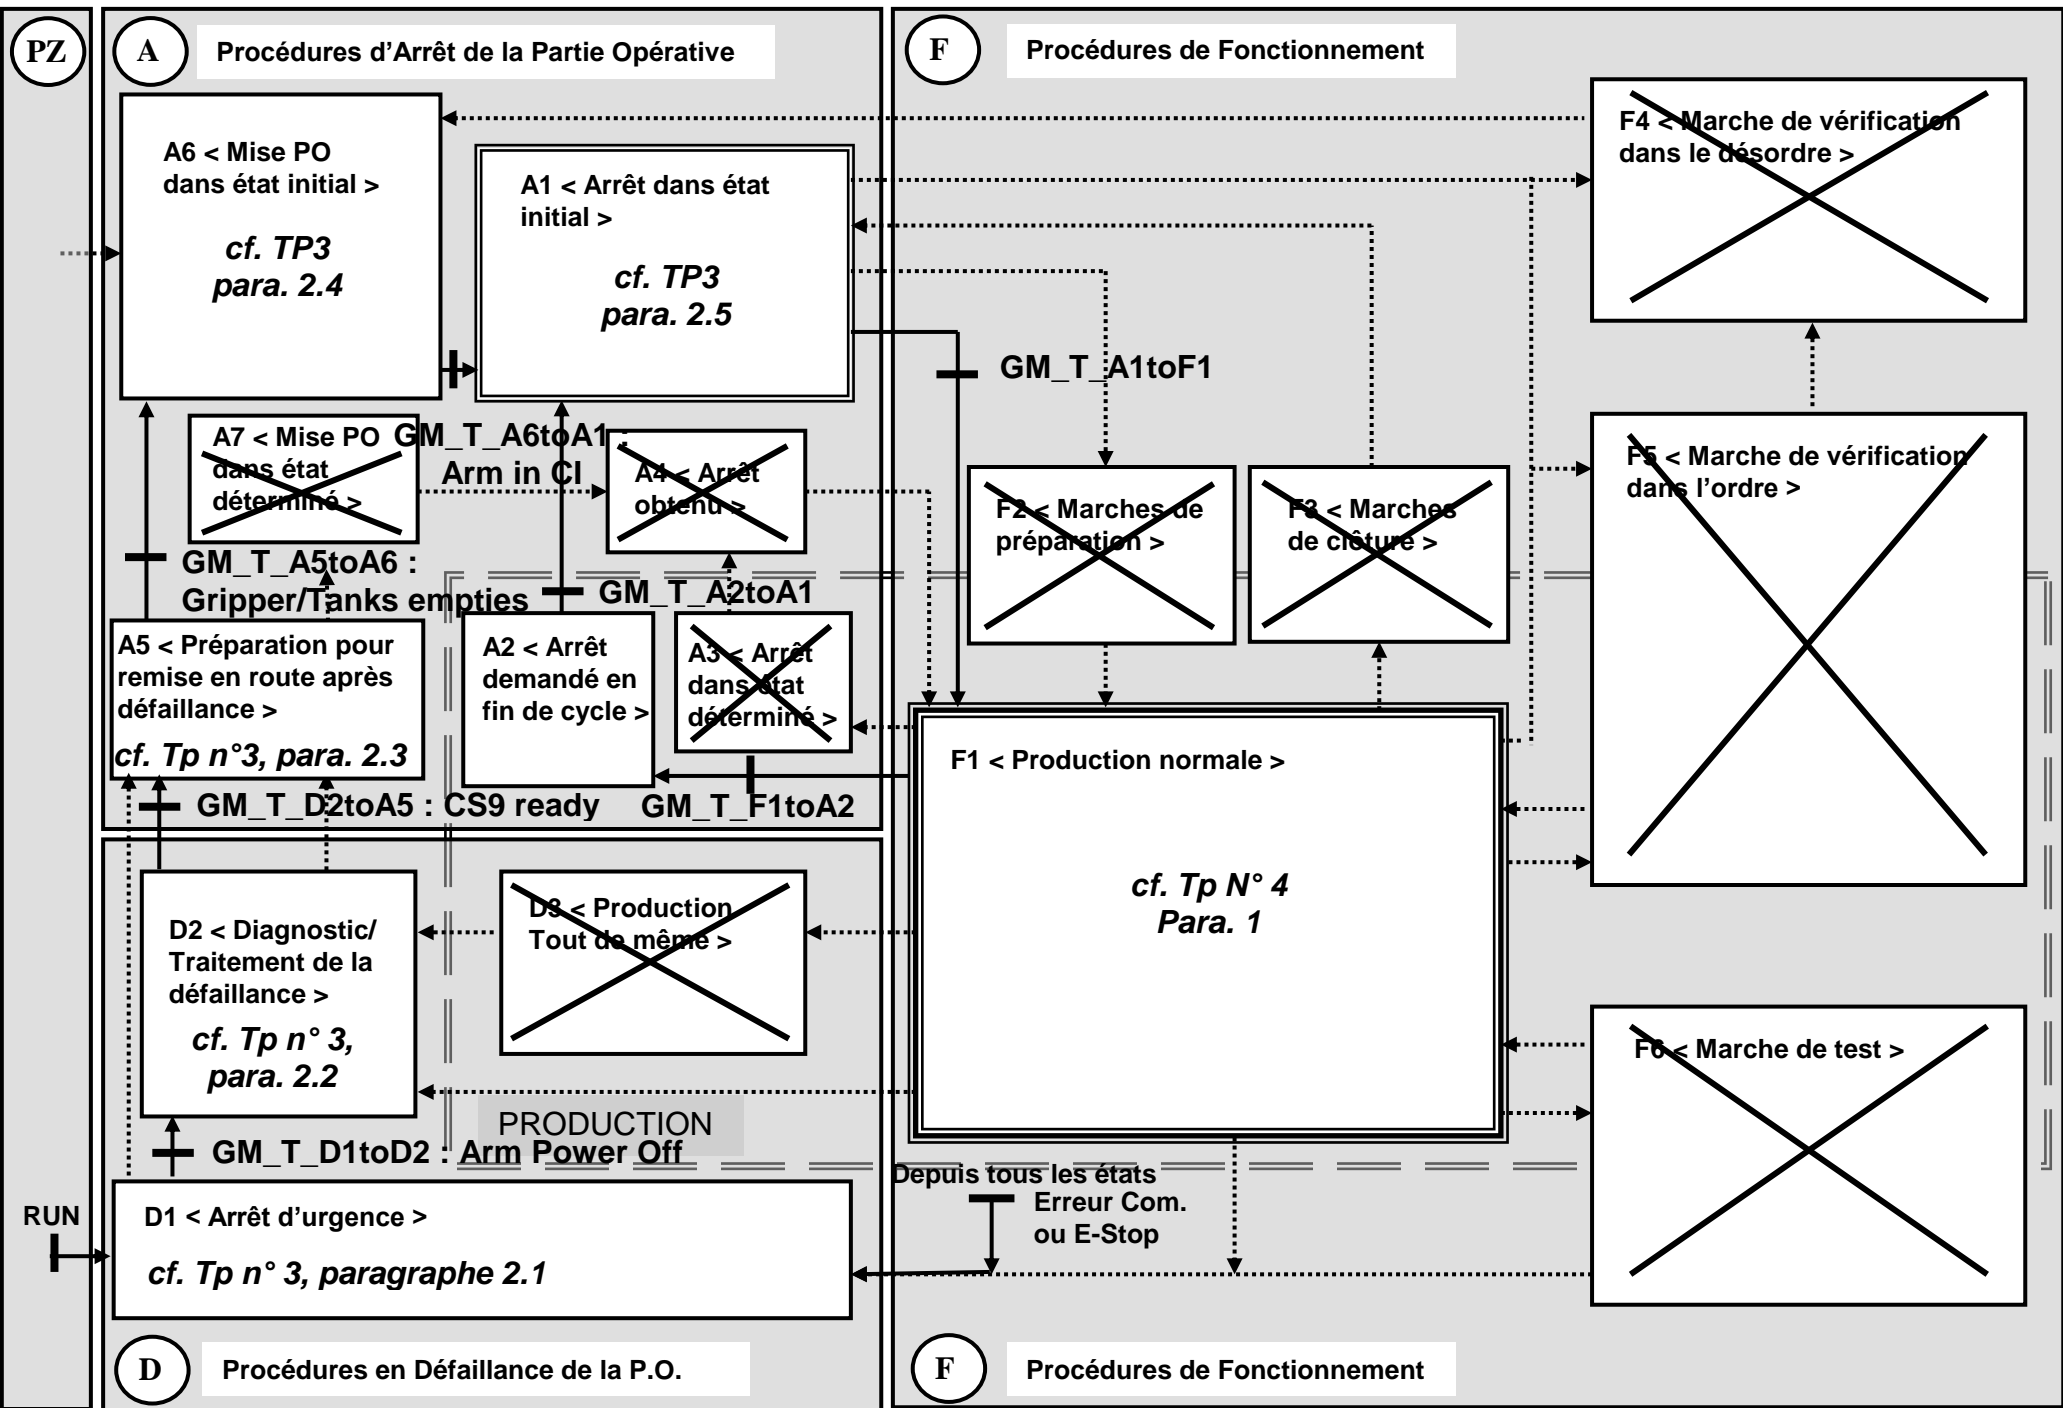 PZ
A
Procédures d’Arrêt de la Partie Opérative
F
Procédures de Fonctionnement
A6 < Mise PO
dans état initial >
cf. TP3
para. 2.4
A1 < Arrêt dans état
initial >
cf. TP3
para. 2.5
F4 < Marche de vérification
dans le désordre >
GM_T_A1toF1
A7 < Mise PO
dans état
déterminé >
GM_T_A6toA1 :
Arm in CI
A4 < Arrêt
obtenu >
F2 < Marches de
préparation >
F3 < Marches
de clôture >
F5 < Marche de vérification
dans l’ordre >
GM_T_A5toA6 :
Gripper/Tanks empties
GM_T_A2toA1
A5 < Préparation pour
remise en route après
défaillance >
cf. Tp n°3, para. 2.3
A2 < Arrêt
demandé en
fin de cycle >
A3 < Arrêt
dans état
déterminé >
F1 < Production normale >
cf. Tp N° 4
Para. 1
GM_T_D2toA5 : CS9 ready
GM_T_F1toA2
D2 < Diagnostic/
Traitement de la
défaillance >
cf. Tp n° 3,
para. 2.2
D3 < Production
Tout de même >
F6 < Marche de test >
PRODUCTION
GM_T_D1toD2 : Arm Power Off
Depuis tous les états
Erreur Com.
ou E-Stop
RUN
D1 < Arrêt d’urgence >
cf. Tp n° 3, paragraphe 2.1
D
Procédures en Défaillance de la P.O.
F
Procédures de Fonctionnement